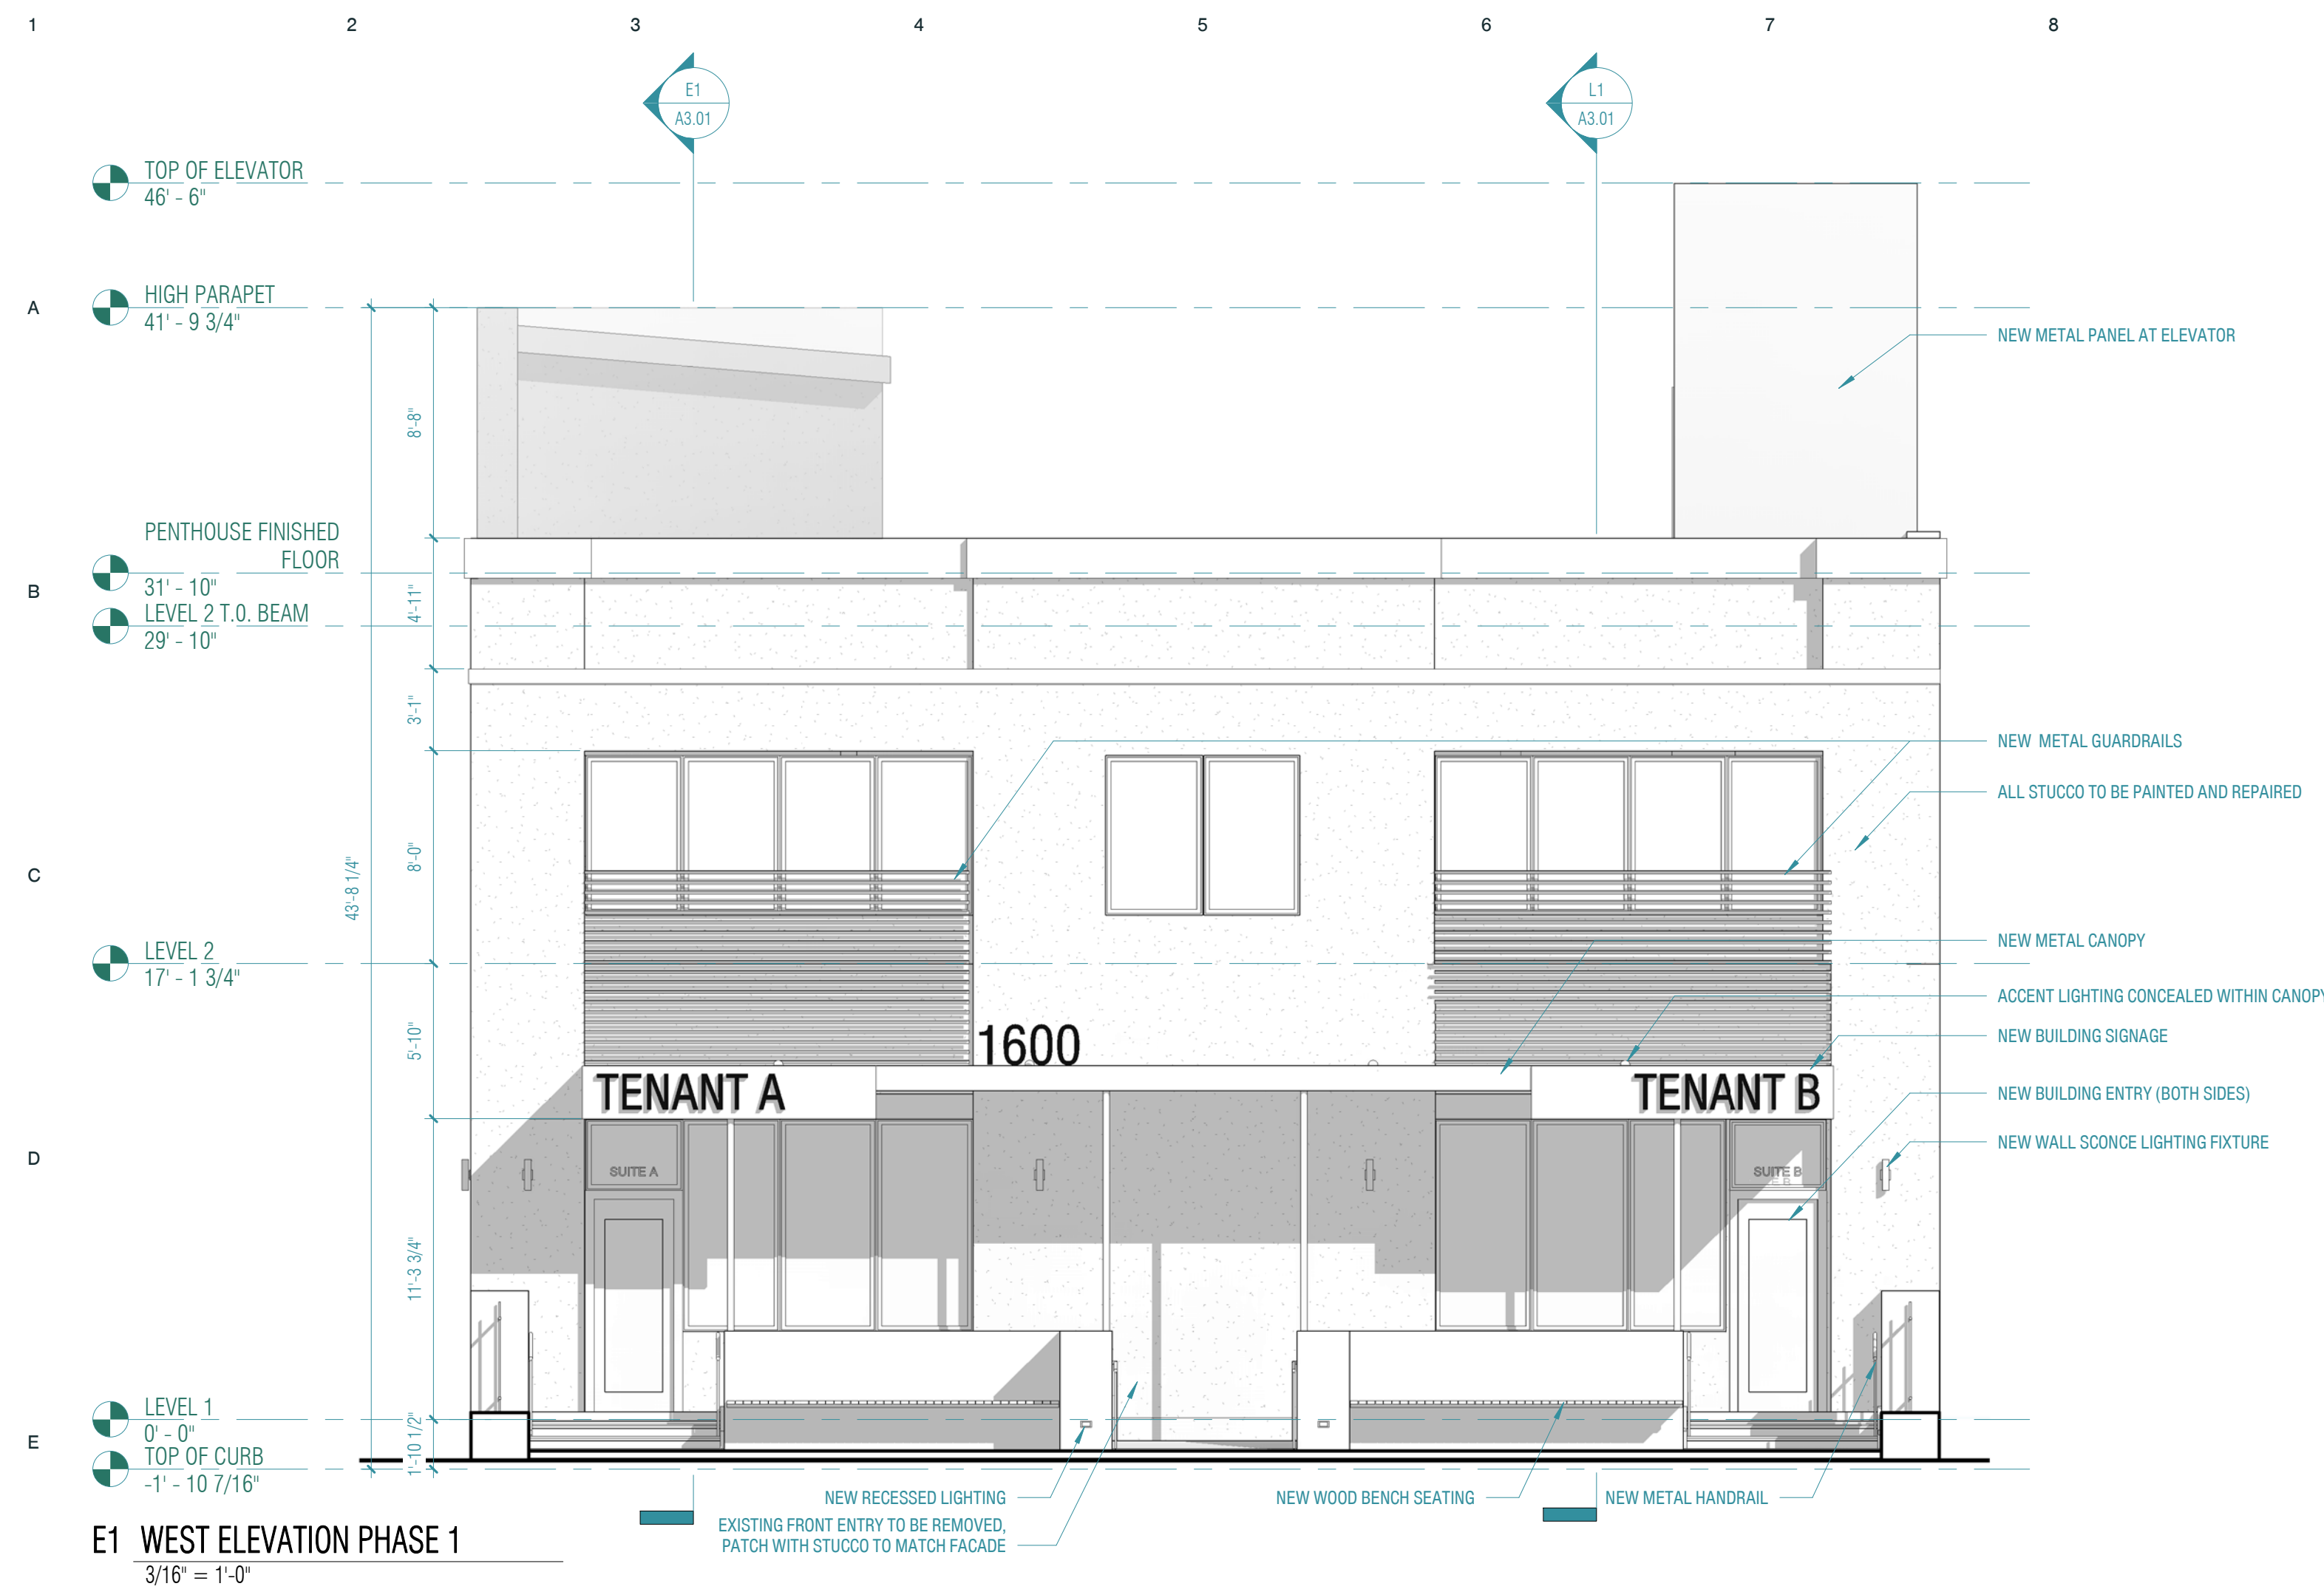 1 2 3 4 5 6 7 8
E1
A3.01
L1
A3.01
TOP OF ELEVATOR
46' - 6"
A
HIGH PARAPET
41' - 9 3/4"
NEW METAL PANEL AT ELEVATOR
8'-8"
PENTHOUSE FINISHED
FLOOR
31' - 10"
B
4'-11"
LEVEL 2 T.O. BEAM
29' - 10"
3'-1"
NEW METAL GUARDRAILS
ALL STUCCO TO BE PAINTED AND REPAIRED
8'-0"
C
43'-8 1/4"
LEVEL 2
17' - 1 3/4"
NEW METAL CANOPY
ACCENT LIGHTING CONCEALED WITHIN CANOPY
5'-10"
1600
NEW BUILDING SIGNAGE
TENANT A
TENANT B
NEW BUILDING ENTRY (BOTH SIDES)
NEW WALL SCONCE LIGHTING FIXTURE
D
SUITE A
SUITE B
11'-3 3/4"
LEVEL 1
0' - 0"
E
1'-10 1/2"
TOP OF CURB
-1' - 10 7/16"
NEW RECESSED LIGHTING
NEW WOOD BENCH SEATING
NEW METAL HANDRAIL
EXISTING FRONT ENTRY TO BE REMOVED,
PATCH WITH STUCCO TO MATCH FACADE
E1 WEST ELEVATION PHASE 1
3/16" = 1'-0"